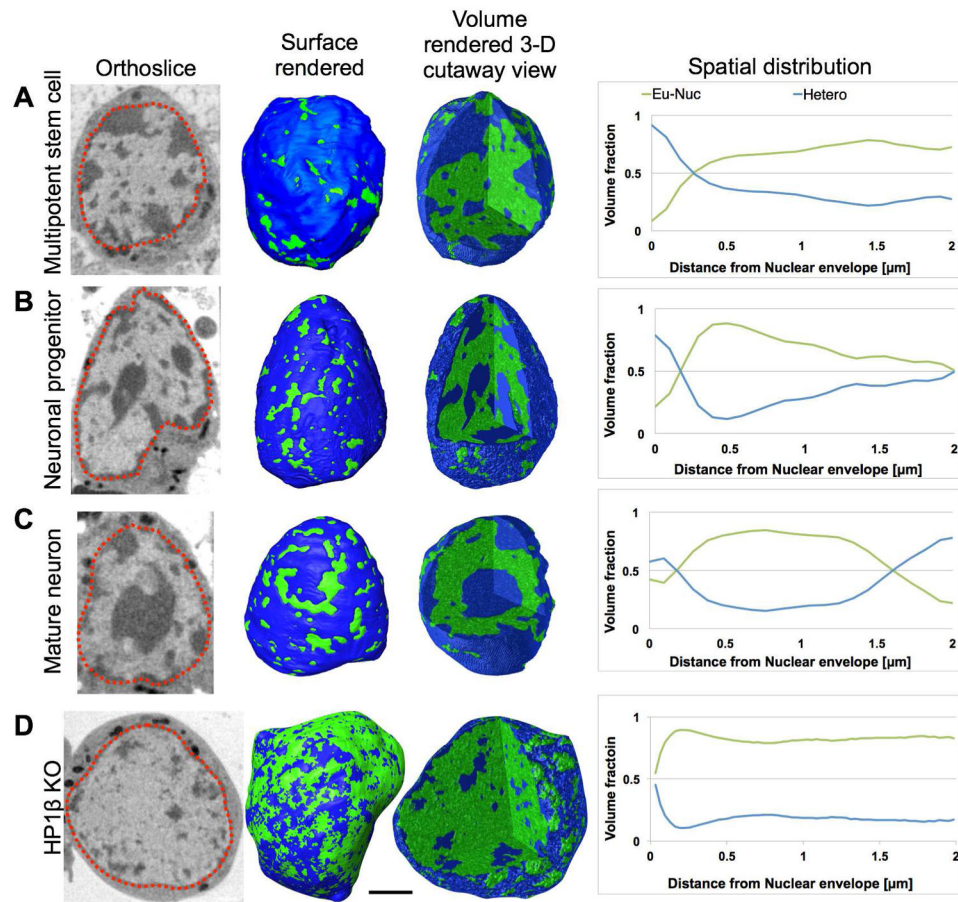 Orthoslice
Surface
rendered
Volume
rendered 3-D
cutaway view
Spatial distribution
A
Multipotent stem cell
Eu-Nuc
Hetero
Volume fraction
1
0.5
0
0
0.5
1
1.5
2
Distance from Nuclear envelope [µm]
B
Neuronal progenitor
Volume fraction
1
0.5
0
0
0.5
1
1.5
2
Distance from Nuclear envelope [µm]
C
Mature neuron
Volume fraction
1
0.5
0
0
0.5
1
1.5
2
Distance from Nuclear envelope [µm]
D
HP1β KO
Volume fractoin
1
0.5
0
0
0.5
1
1.5
2
Distance from Nuclear envelope [µm]